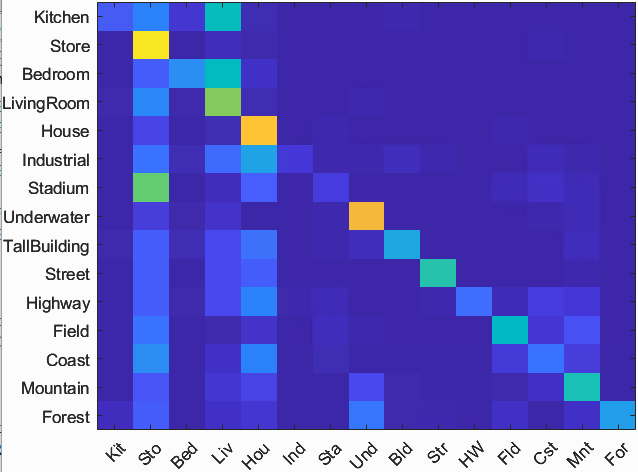 Kitchen
Store
Bedroom
LivingRoom
House
Industrial
Stadium
Underwater
TallBuilding
Street
Highway
Field
Coast
Mountain
Forest
Kit Sto Bed Liv Hou Ind Sta Und Bld Str HW Fld Cst Mnt For